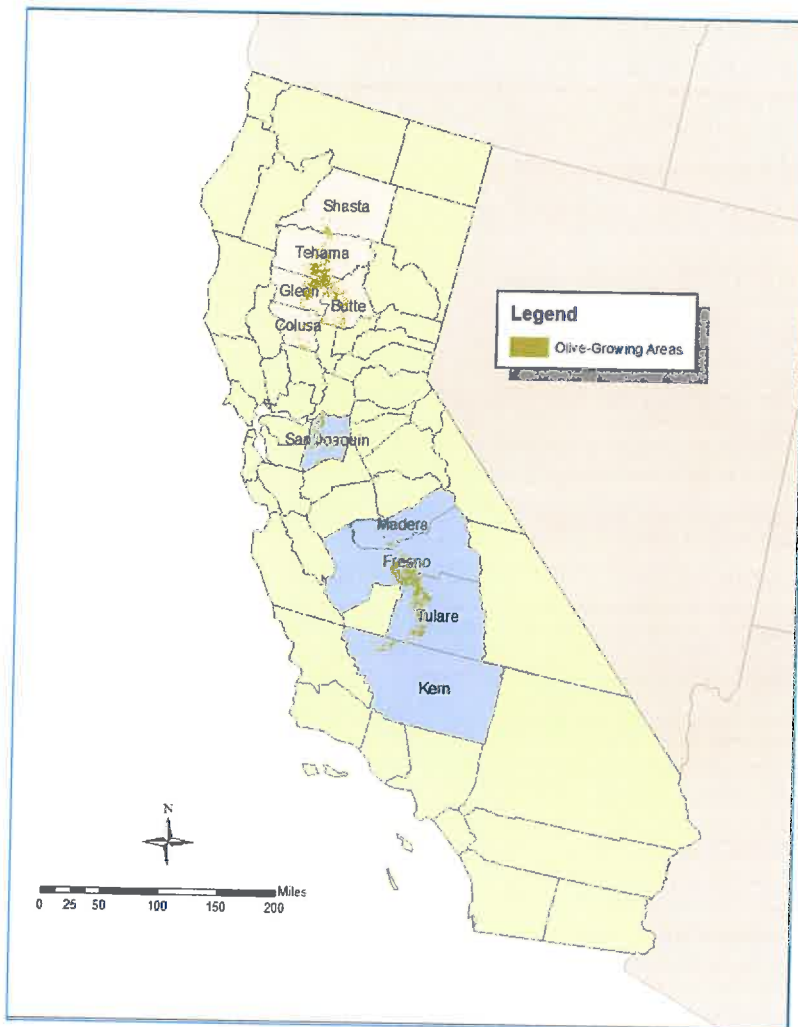 Shasta
Tehama
Glenn
Butte
Colusa
Legend
Olive-Growing Areas
San Joaquin
Madera
Fresno
Tulare
Kern
N
Miles
0 25 50 100 150 200